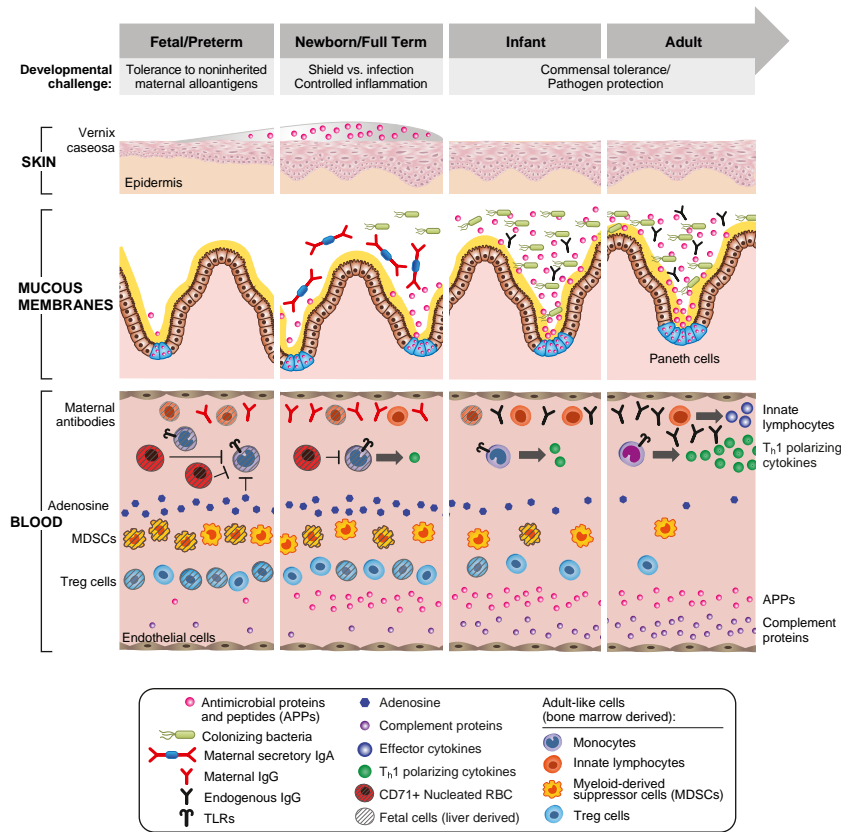 Fetal/Preterm
Newborn/Full Term
Infant
Adult
Developmental
challenge:
Tolerance to noninherited
maternal alloantigens
Shield vs. infection
Controlled inflammation
Commensal tolerance/
Pathogen protection
Vernix
caseosa
SKIN
Epidermis
MUCOUS
MEMBRANES
Paneth cells
Maternal
antibodies
Innate
lymphocytes
Th1 polarizing
cytokines
Adenosine
BLOOD
MDSCs
Treg cells
APPs
Complement
proteins
Endothelial cells
Antimicrobial proteins
and peptides (APPs)
Colonizing bacteria
Maternal secretory IgA
Maternal IgG
Endogenous IgG
TLRs
Adenosine
Complement proteins
Effector cytokines
Th1 polarizing cytokines
CD71+ Nucleated RBC
Fetal cells (liver derived)
Adult-like cells
(bone marrow derived):
Monocytes
Innate lymphocytes
Myeloid-derived
suppressor cells (MDSCs)
Treg cells